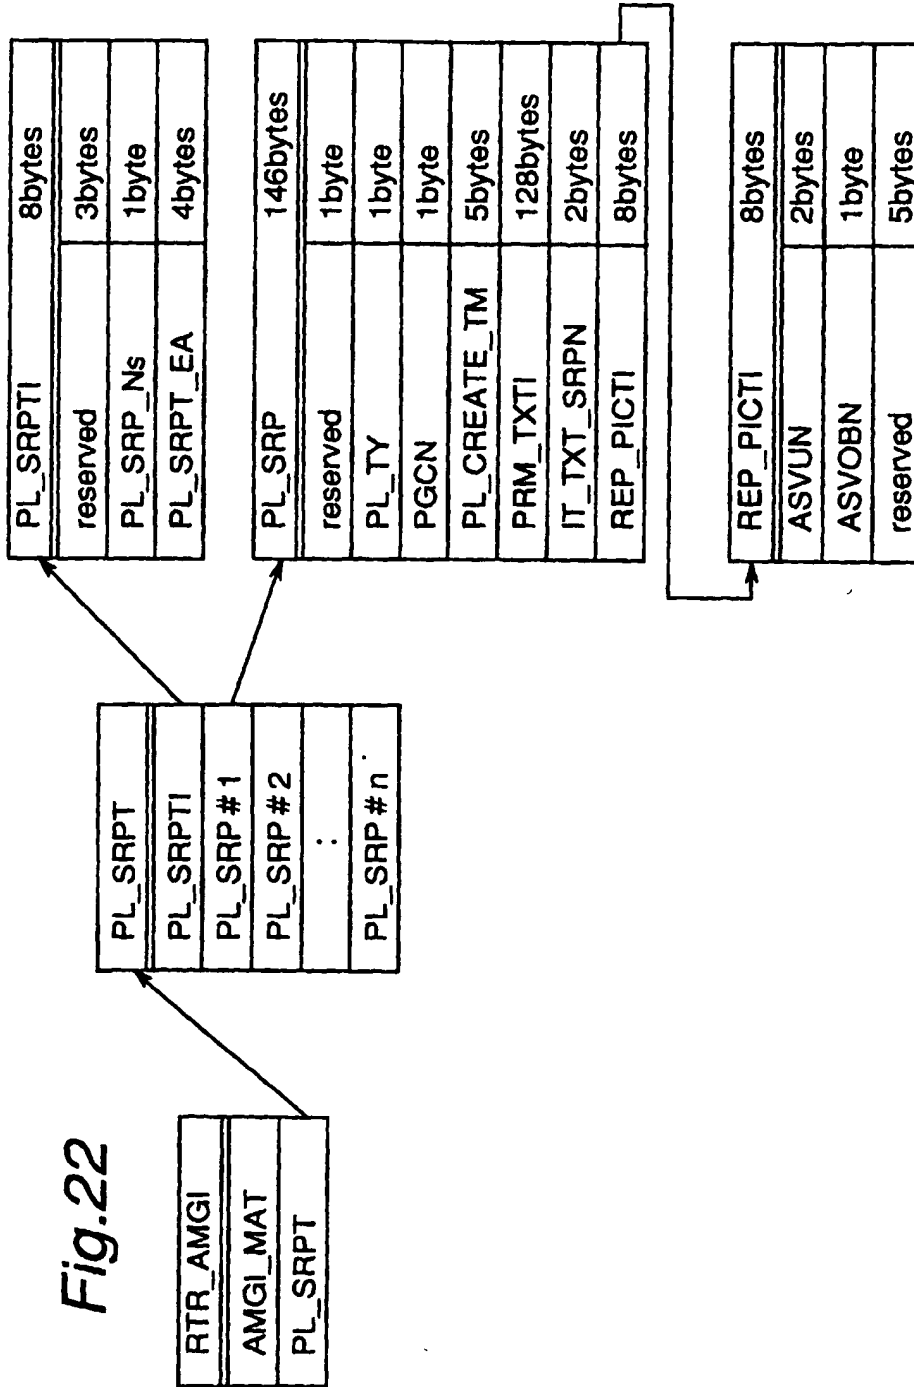 Fig.22
RTR_AMGI
AMGI_MAT
PL_SRPT
PL_SRPT
PL_SRPTI
PL_SRP#1
PL_SRP#2
:
PL_SRP#n
PL_SRPTI 8bytes
reserved 3bytes
PL_SRP_Ns 1byte
PL_SRPT_EA 4bytes
PL_SRP 146bytes
reserved 1byte
PL_TY 1byte
PGCN 1byte
PL_CREATE_TM 5bytes
PRM_TXTI 128bytes
IT_TXT_SRPN 2bytes
REP_PICTI 8bytes
REP_PICTI 8bytes
ASVUN 2bytes
ASVOBN 1byte
reserved 5bytes